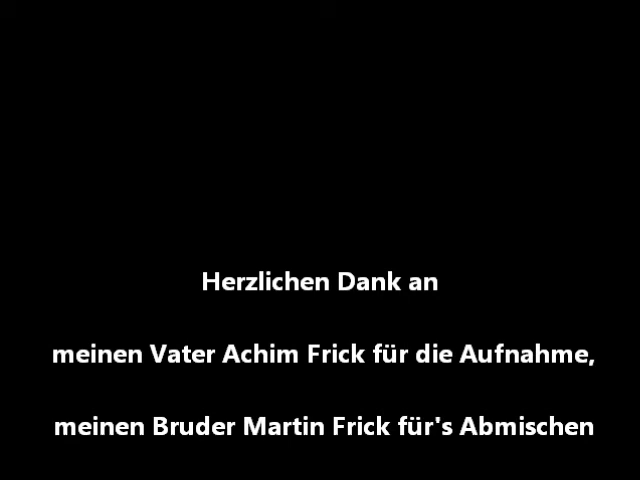 Herzlichen Dank an
meinen Vater Achim Frick für die Aufnahme,
meinen Bruder Martin Frick für's Abmischen